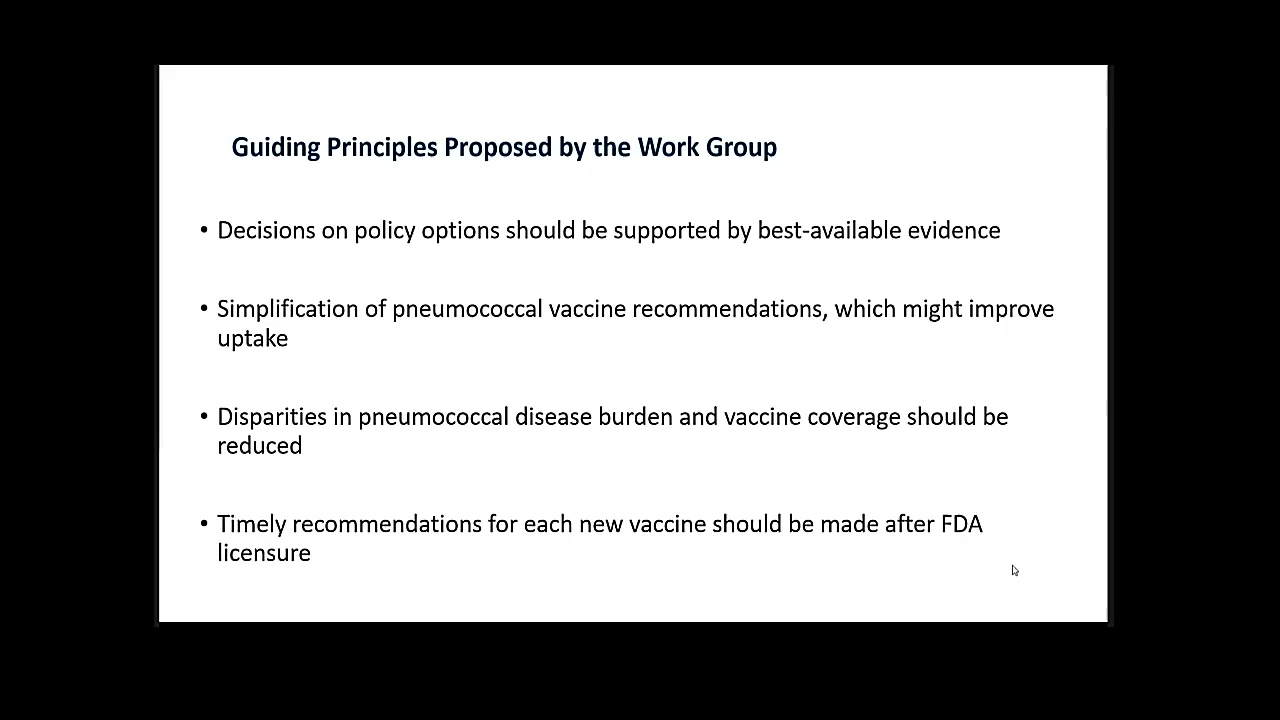 Guiding Principles Proposed by the Work Group
• Decisions on policy options should be supported by best-available evidence
• Simplification of pneumococcal vaccine recommendations, which might improve
uptake
• Disparities in pneumococcal disease burden and vaccine coverage should be
reduced
• Timely recommendations for each new vaccine should be made after FDA
licensure